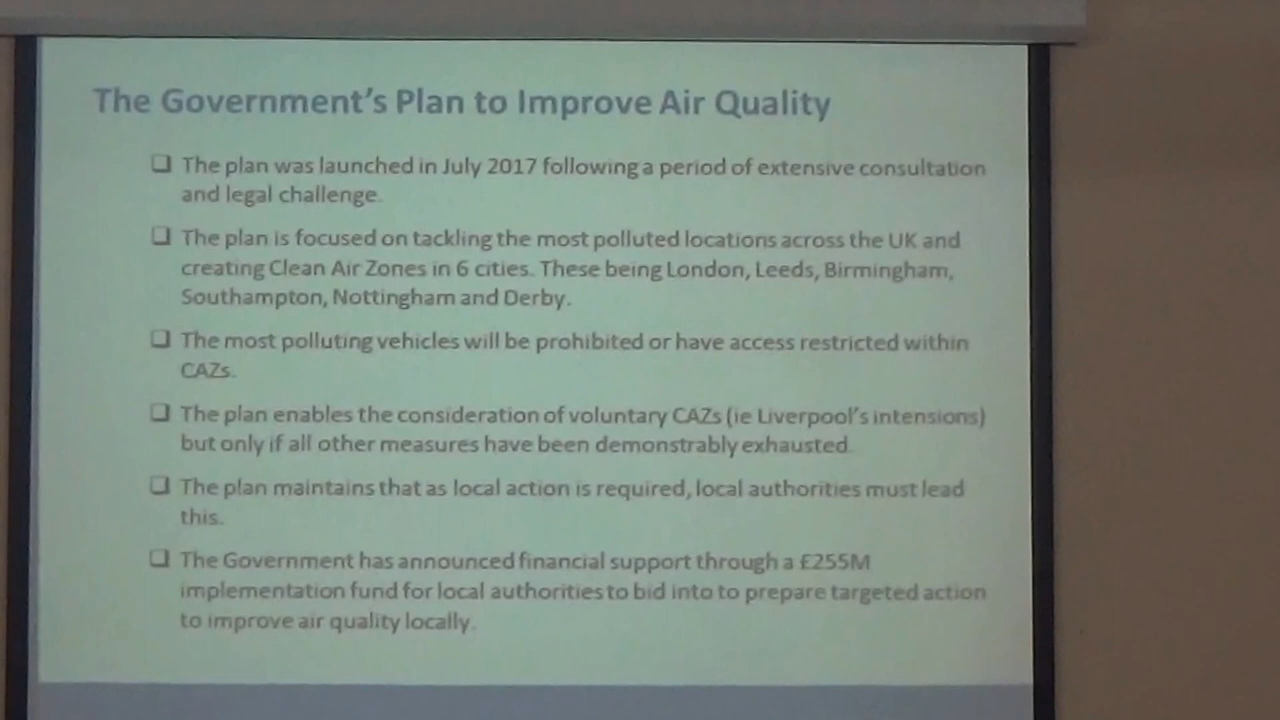 The Government's Plan to Improve Air Quality
❑ The plan was launched in July 2017 following a period of extensive consultation
and legal challenge.
❑ The plan is focused on tackling the most polluted locations across the UK and
creating Clean Air Zones in 6 cities. These being London, Leeds, Birmingham,
Southampton, Nottingham and Derby.
❑ The most polluting vehicles will be prohibited or have access restricted within
CAZs.
❑ The plan enables the consideration of voluntary CAZs (ie Liverpool's intensions)
but only if all other measures have been demonstrably exhausted.
❑ The plan maintains that as local action is required, local authorities must lead
this.
❑ The Government has announced financial support through a £255M
implementation fund for local authorities to bid into to prepare targeted action
to improve air quality locally.